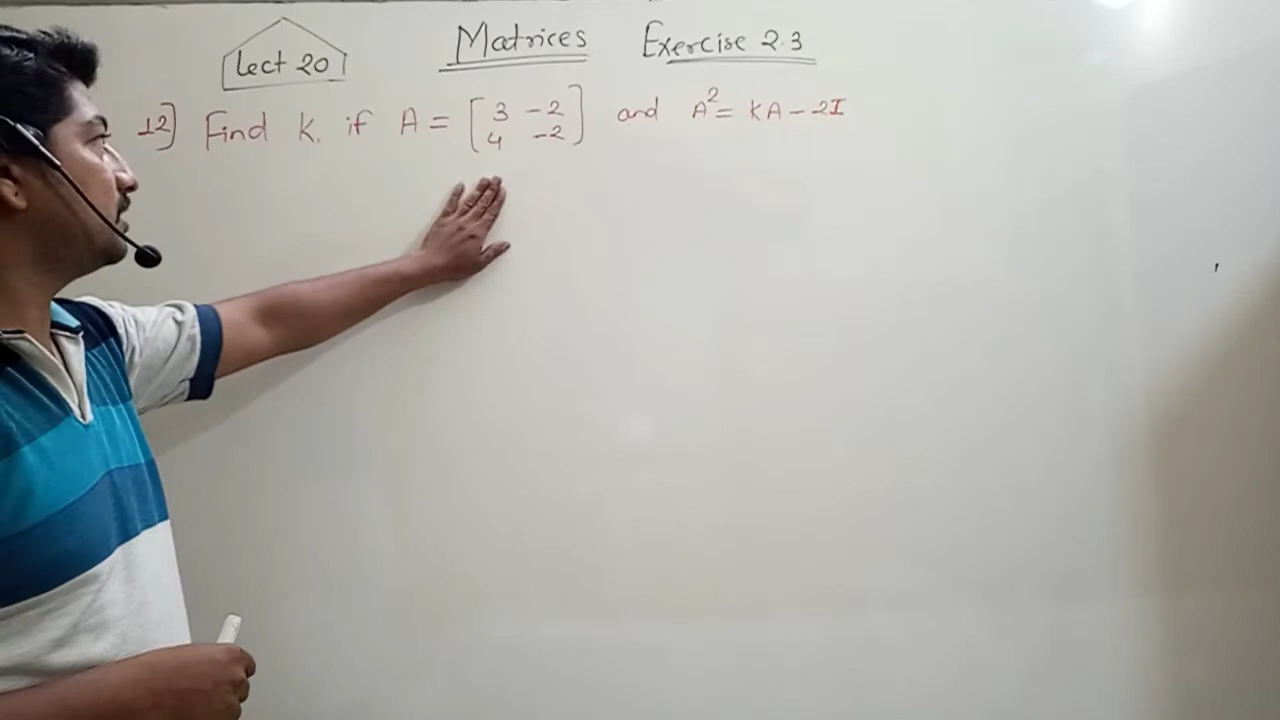 Lect 20
Matrices Exercise 2.3
12] Find K, if A = [3 -2
4 -2] and A² = KA - 2I